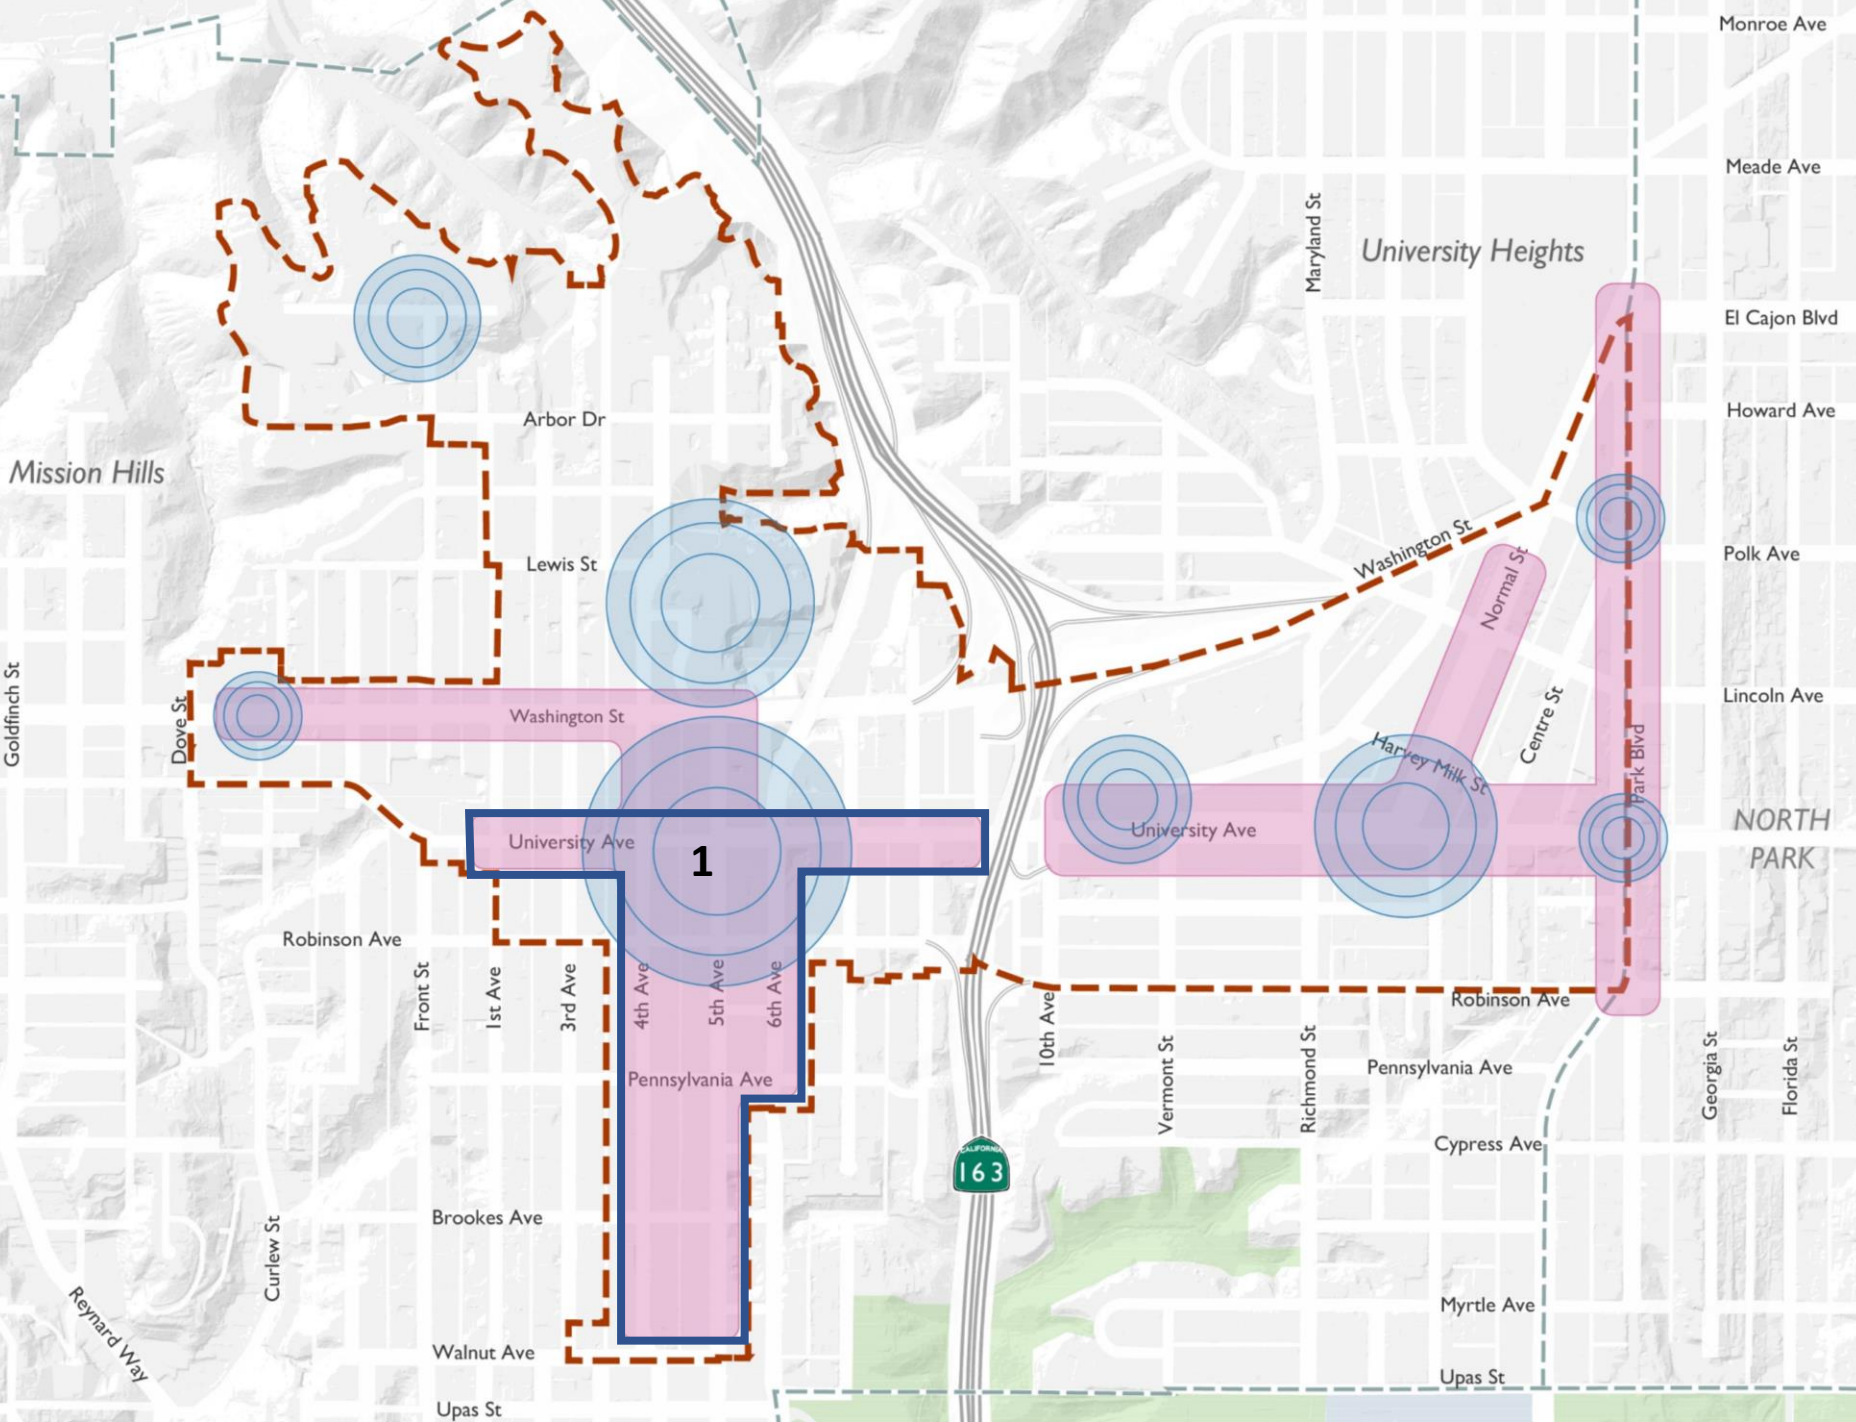 Monroe Ave
Meade Ave
Maryland St
University Heights
El Cajon Blvd
Howard Ave
Arbor Dr
Mission Hills
Washington St
Polk Ave
Lewis St
Normal St
Goldfinch St
Dove St
Washington St
Centre St
Lincoln Ave
Harvey Milk St
Park Blvd
University Ave
1
University Ave
NORTH
PARK
Robinson Ave
Front St
1st Ave
3rd Ave
4th Ave
5th Ave
6th Ave
10th Ave
Robinson Ave
Vermont St
Richmond St
Pennsylvania Ave
Pennsylvania Ave
Georgia St
Florida St
CALIFORNIA
163
Cypress Ave
Brookes Ave
Curlew St
Reynard Way
Myrtle Ave
Walnut Ave
Upas St
Upas St